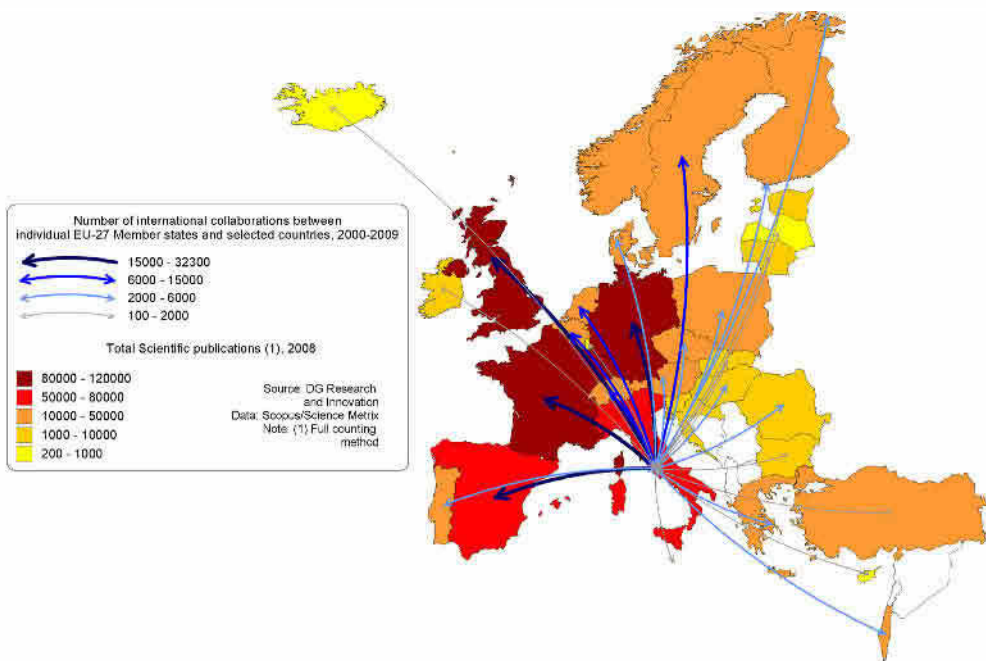 Number of international collaborations between
individual EU-27 Member states and selected countries, 2000-2009
15000 - 32300
6000 - 15000
2000 - 6000
100 - 2000
Total Scientific publications (1), 2008
80000 - 120000
50000 - 80000
10000 - 50000
1000 - 10000
200 - 1000
Source: DG Research
and Innovation
Data: Scopus/Science Metrix
Note: (1) Full counting
method